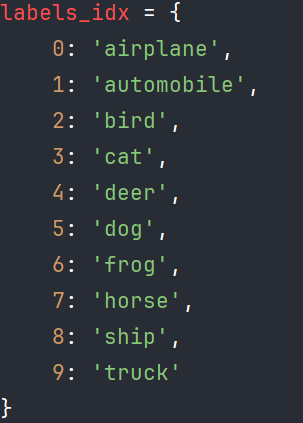 labels_idx = {
    0: 'airplane',
    1: 'automobile',
    2: 'bird',
    3: 'cat',
    4: 'deer',
    5: 'dog',
    6: 'frog',
    7: 'horse',
    8: 'ship',
    9: 'truck'
}